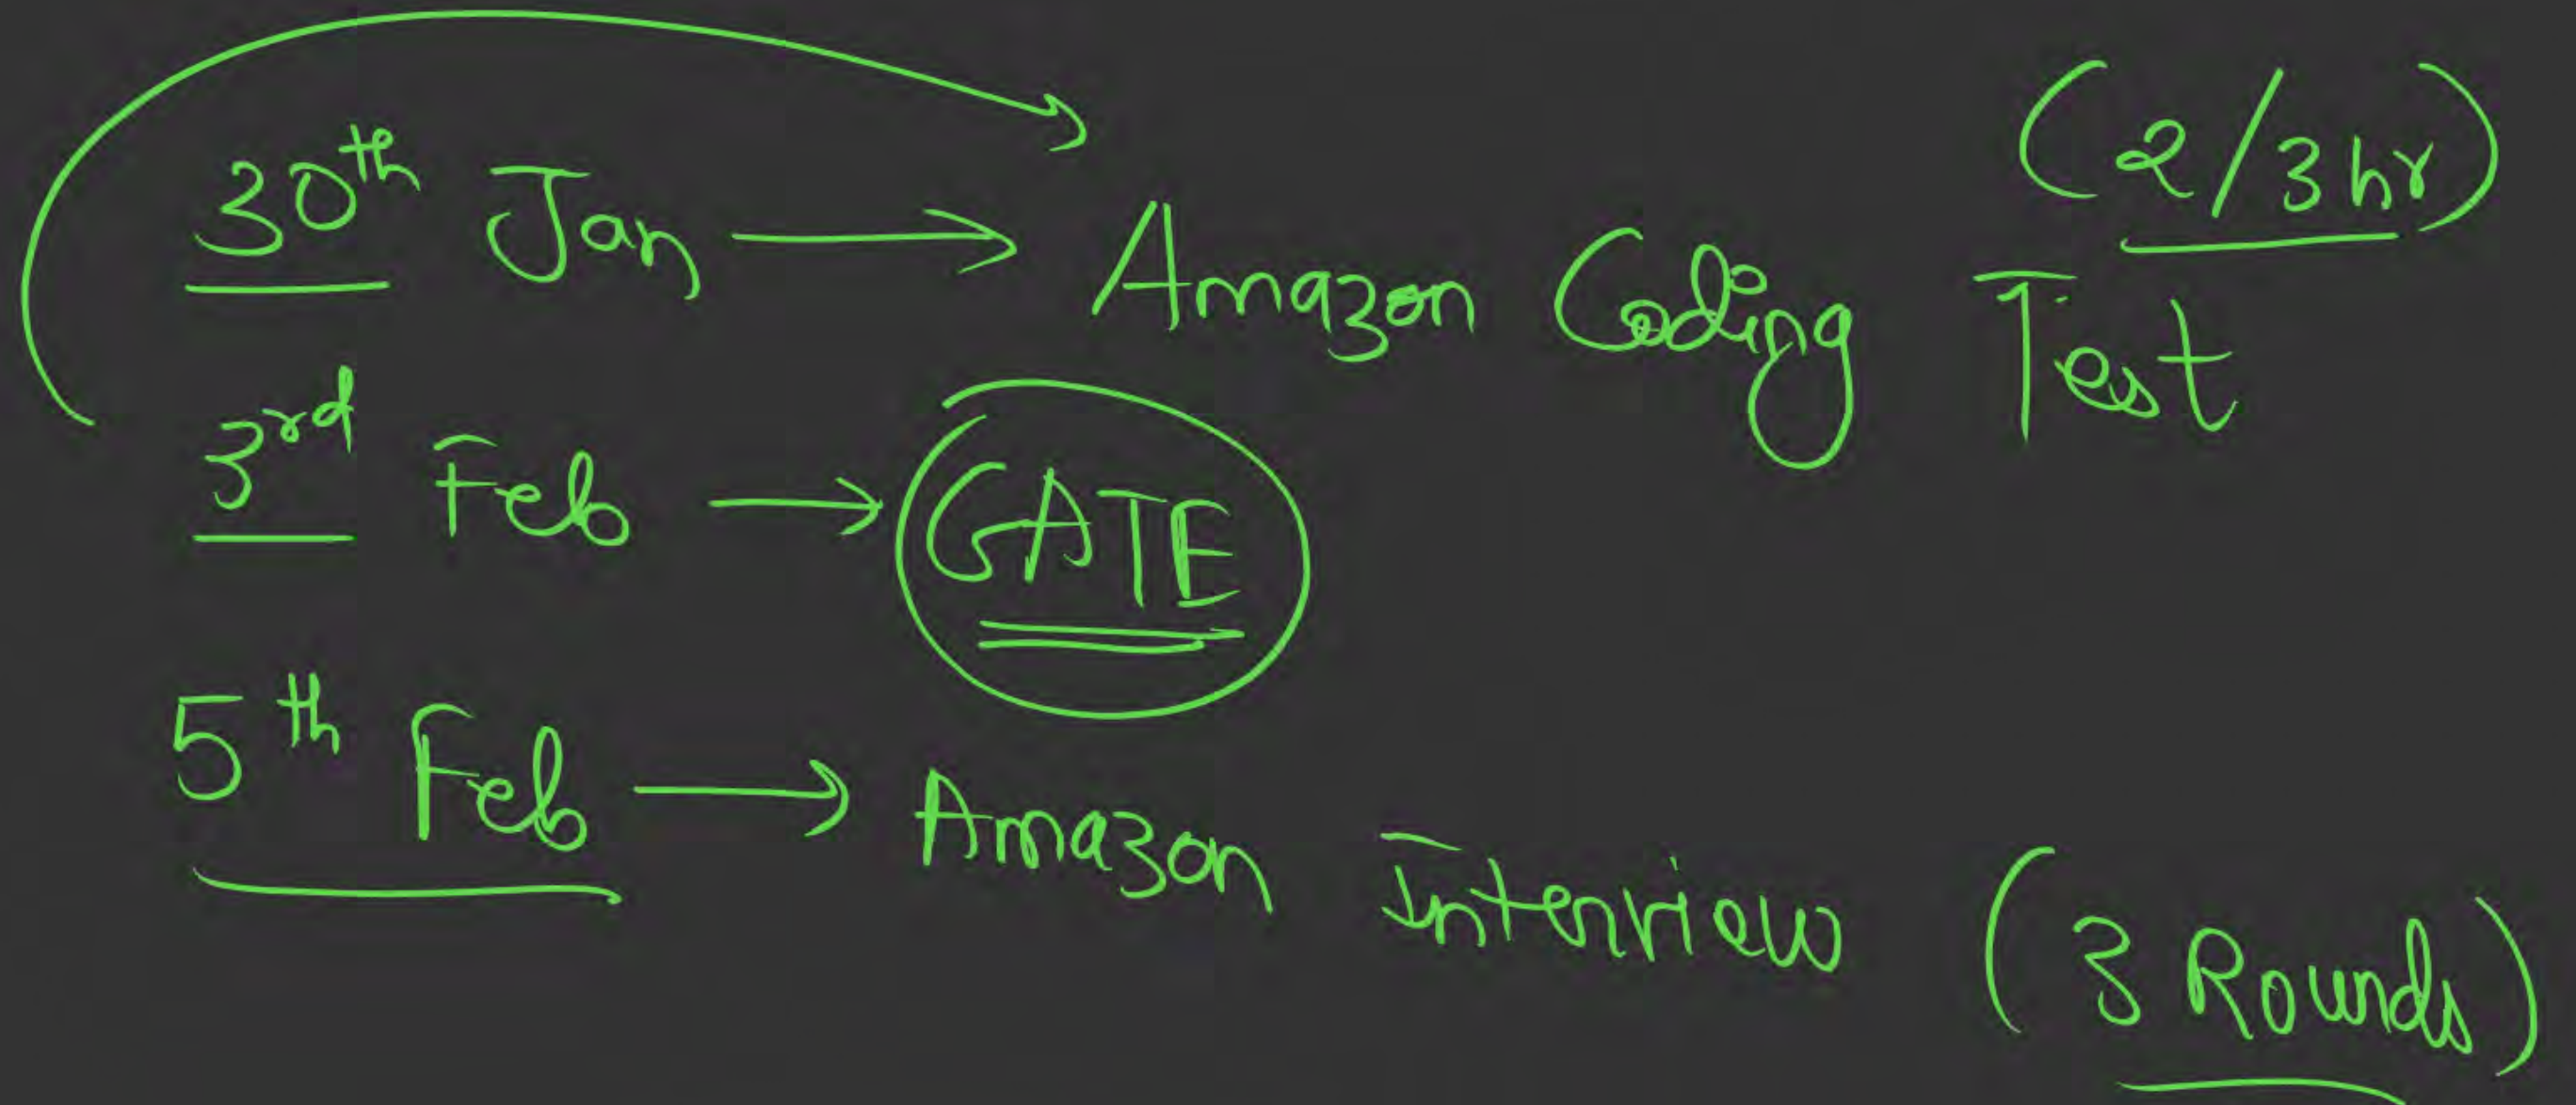 30th Jan → Amazon Coding Test (2/3 hr)
3rd Feb → GATE
5th Feb → Amazon Interview (3 Rounds)